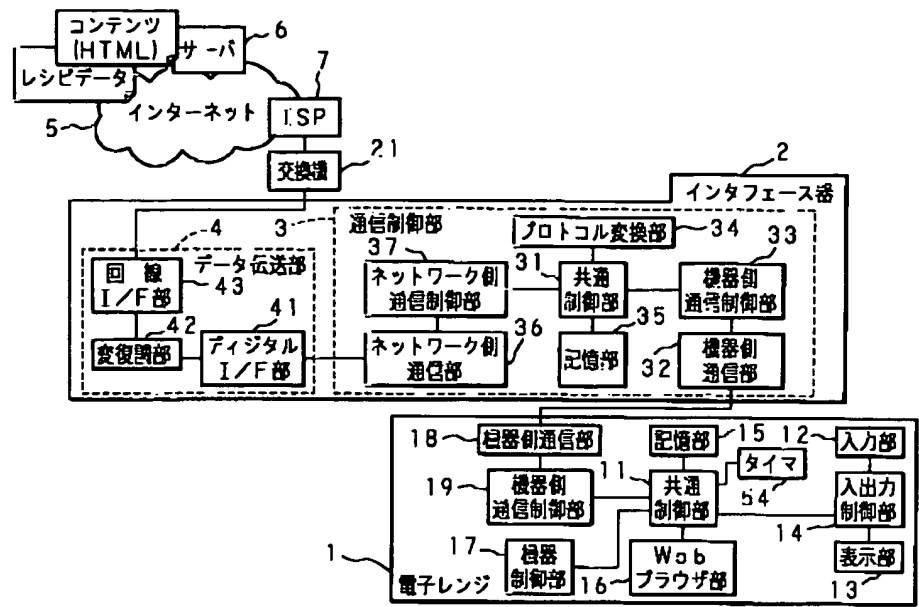 コンテンツ
(HTML)
サーバ
6
レシピデータ
7
インターネット
5
ISP
21
交換機
2
インタフェース器
4
3
通信制御部
プロトコル変換部
34
データ伝送部
37
31
33
回線
I/F部
43
ネットワーク側
通信制御部
共通
制御部
機器側
通信制御部
42
41
36
35
変復調部
ディジタル
I/F部
ネットワーク側
通信部
記憶部
32
機器側
通信部
18
機器側通信部
記憶部
15
12
入力部
11
タイマ
54
19
機器側
通信制御部
共通
制御部
入出力
制御部
14
17
機器
制御部
16
Web
ブラウザ部
表示部
13
1
電子レンジ